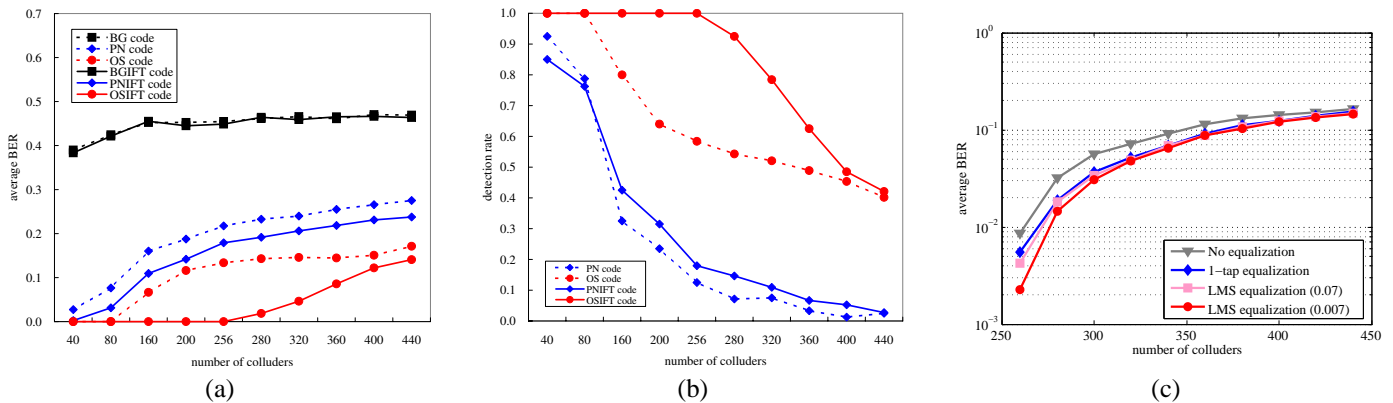 0.7
0.6
0.5
0.4
0.3
0.2
0.1
0.0
average BER
BG code
PN code
OS code
BGIFT code
PNIFT code
OSIFT code
40 80 160 200 256 280 320 360 400 440
number of colluders
(a)
1.0
0.9
0.8
0.7
0.6
0.5
0.4
0.3
0.2
0.1
0.0
detection rate
PN code
OS code
PNIFT code
OSIFT code
40 80 160 200 256 280 320 360 400 440
number of colluders
(b)
10^0
10^-1
10^-2
10^-3
average BER
No equalization
1-tap equalization
LMS equalization (0.07)
LMS equalization (0.007)
250 300 350 400 450
number of colluders
(c)